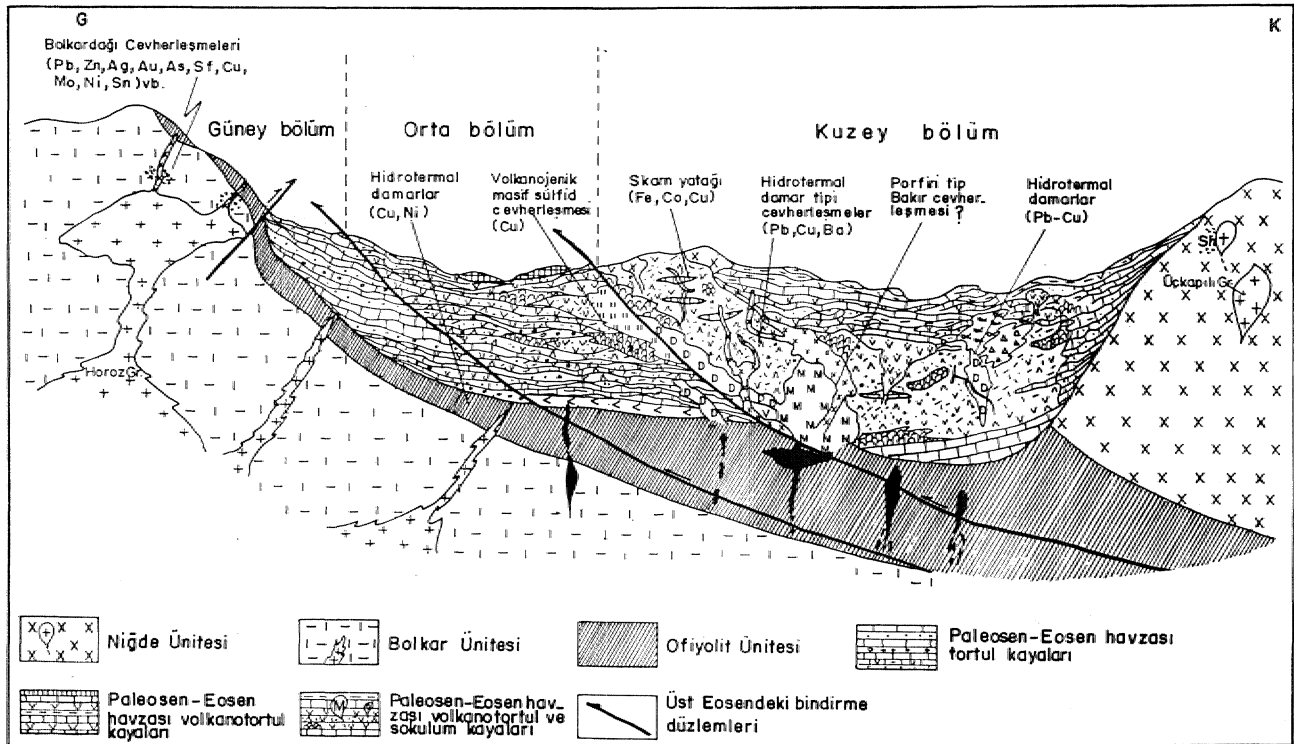 G
K
Bolkardağı Cevherleşmeleri
(Pb, Zn, Ag, Au, As, Sf, Cu,
Mo, Ni, Sn) vb.
Güney bölüm
Orta bölüm
Kuzey bölüm
Hidrotermal
damarlar
(Cu, Ni)
Volkanojenik
masif sülfid
cevherleşmesi
(Cu)
Skarn yatağı
(Fe, Co, Cu)
Hidrotermal
damar tipi
cevherleşmeler
(Pb, Cu, Ba)
Porfiri tip
Bakır cevher-
leşmesi ?
Hidrotermal
damarlar
(Pb-Cu)
Üçkapılı Gr.
Horoz Gr.
Niğde Ünitesi
Bolkar Ünitesi
Ofiyolit Ünitesi
Paleosen-Eosen havzası
tortul kayaları
Paleosen-Eosen
havzası volkanotortul
kayaları
Paleosen-Eosen hav-
zası volkanotortul ve
sokulum kayaları
Üst Eosendeki bindirme
düzlemleri